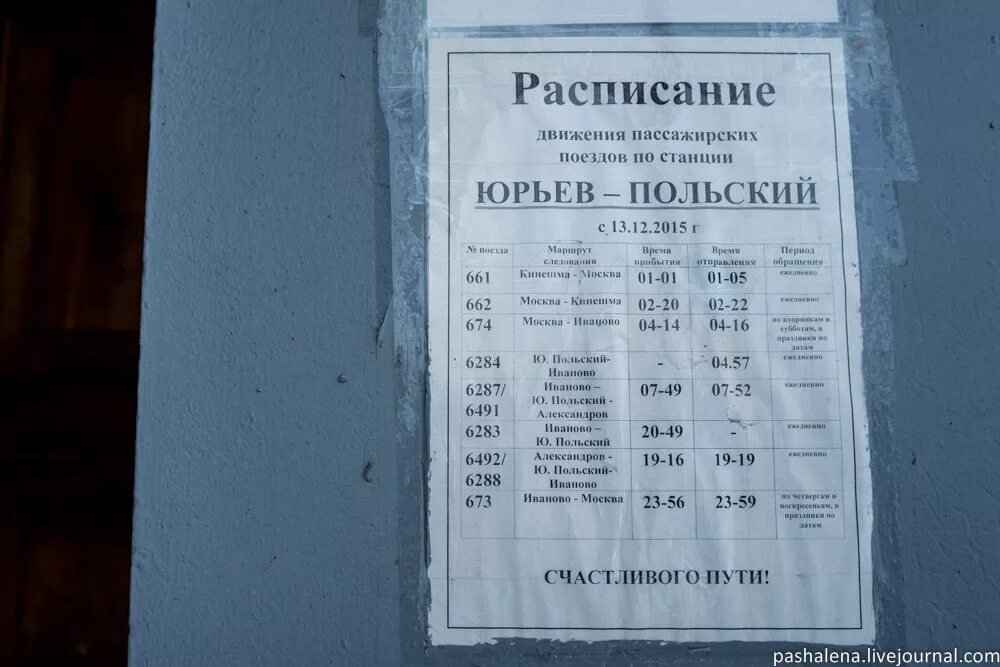 Расписание
движения пассажирских
поездов по станции
ЮРЬЕВ – ПОЛЬСКИЙ
с 13.12.2015 г
№ поезда Маршрут следования Время прибытия Время отправления Период обращения
661 Кинешма - Москва 01-01 01-05 ежедневно
662 Москва - Кинешма 02-20 02-22 ежедневно
674 Москва - Иваново 04-14 04-16 по вторникам и субботам, в праздники по датам
6284 Ю. Польский- Иваново - 04.57 ежедневно
6287/ 6491 Иваново – Ю. Польский - Александров 07-49 07-52 ежедневно
6283 Иваново – Ю. Польский 20-49 - ежедневно
6492/ 6288 Александров - Ю. Польский- Иваново 19-16 19-19 ежедневно
673 Иваново - Москва 23-56 23-59 по четвергам и воскресеньям, в праздники по датам
СЧАСТЛИВОГО ПУТИ!
pashalena.livejournal.com